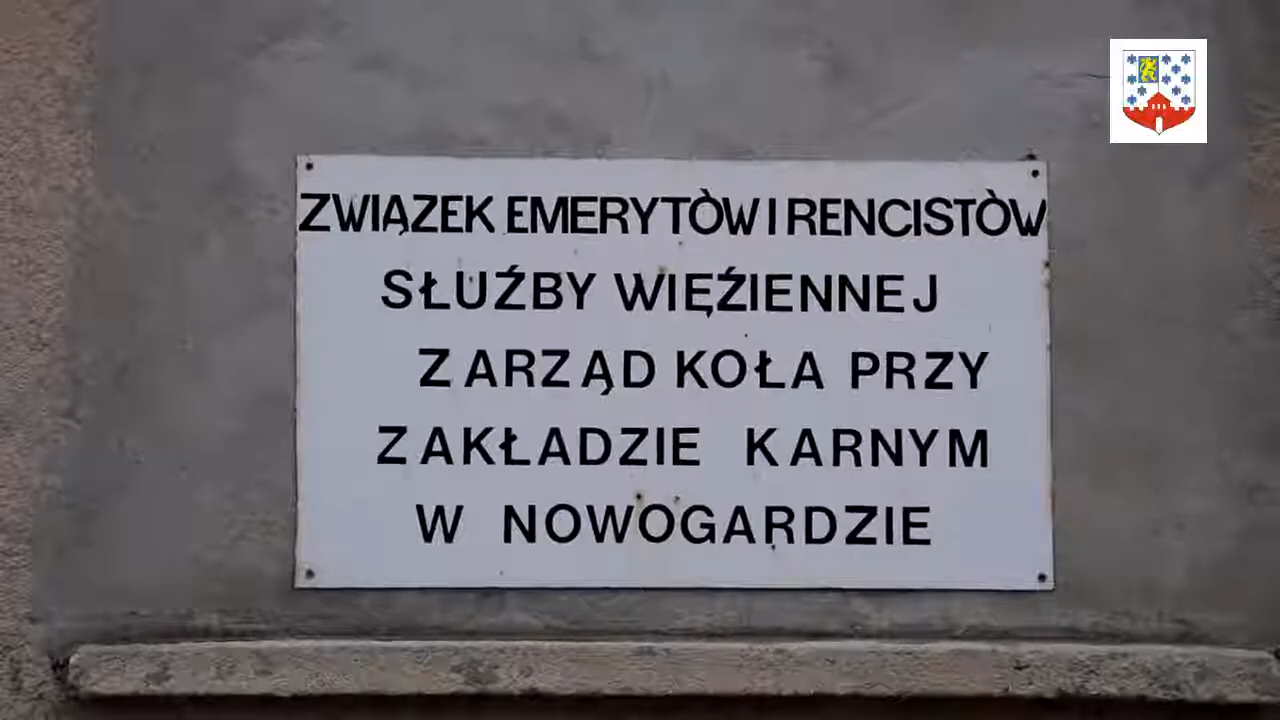 ZWIĄZEK EMERYTÒW I RENCISTÒW
SŁUŹBY WIĘŹIENNEJ
ZARZĄD KOŁA PRZY
ZAKŁADZIE KARNYM
W NOWOGARDZIE